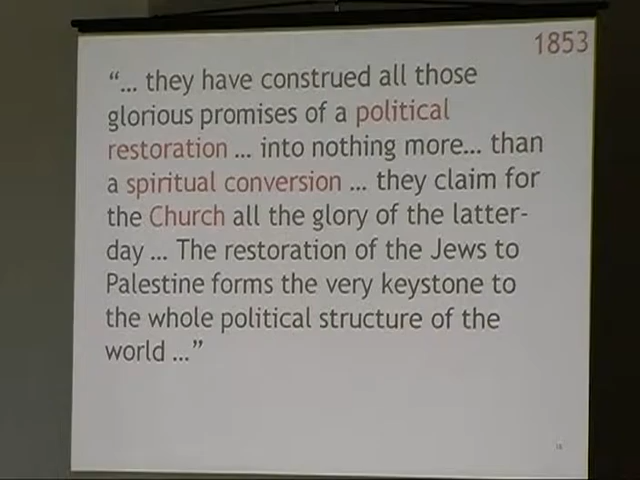 1853
“... they have construed all those
glorious promises of a political
restoration ... into nothing more... than
a spiritual conversion ... they claim for
the Church all the glory of the latter-
day ... The restoration of the Jews to
Palestine forms the very keystone to
the whole political structure of the
world ...”